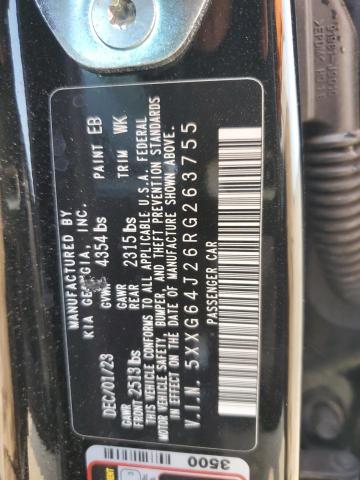 MANUFACTURED BY
KIA GEORGIA, INC.
DEC/01/23 GVWR 4354 lbs PAINT EB
GAWR FRONT 2513 lbs GAWR REAR 2315 lbs TRIM WK
THIS VEHICLE CONFORMS TO ALL APPLICABLE U.S.A. FEDERAL
MOTOR VEHICLE SAFETY, BUMPER, AND THEFT PREVENTION STANDARDS
IN EFFECT ON THE DATE OF MANUFACTURE SHOWN ABOVE.
V.I.N. 5XXG64J26RG263755
PASSENGER CAR
3500